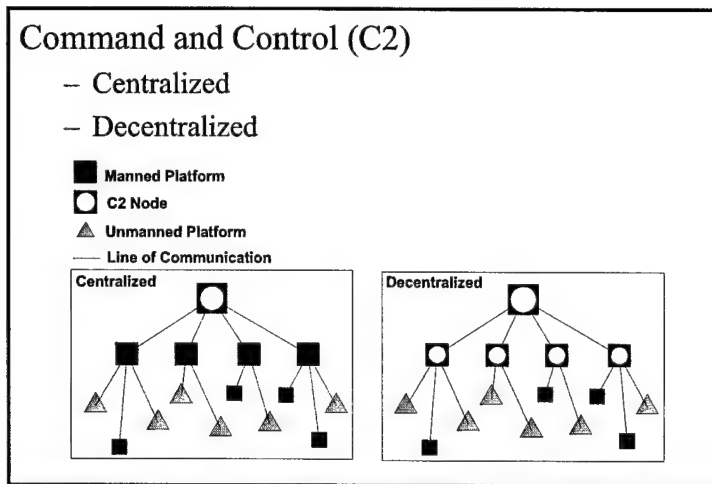 Command and Control (C2)
– Centralized
– Decentralized
Manned Platform
C2 Node
Unmanned Platform
Line of Communication
Centralized
Decentralized